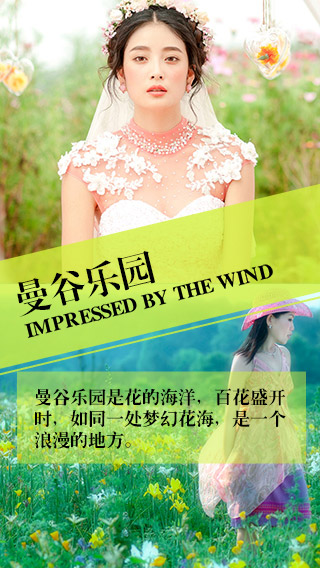 曼谷乐园
IMPRESSED BY THE WIND
曼谷乐园是花的海洋，百花盛开
时，如同一处梦幻花海，是一个
浪漫的地方。